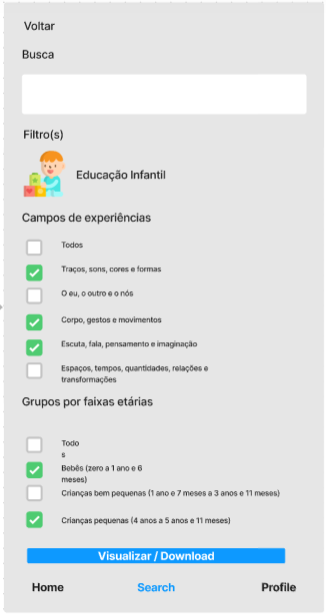 Voltar
Busca
Filtro(s)
Educação Infantil
Campos de experiências
Todos
Traços, sons, cores e formas
O eu, o outro e o nós
Corpo, gestos e movimentos
Escuta, fala, pensamento e imaginação
Espaços, tempos, quantidades, relações e
transformações
Grupos por faixas etárias
Todo
s
Bebês (zero a 1 ano e 6
meses)
Crianças bem pequenas (1 ano e 7 meses a 3 anos e 11 meses)
Crianças pequenas (4 anos a 5 anos e 11 meses)
Visualizar / Download
Home Search Profile